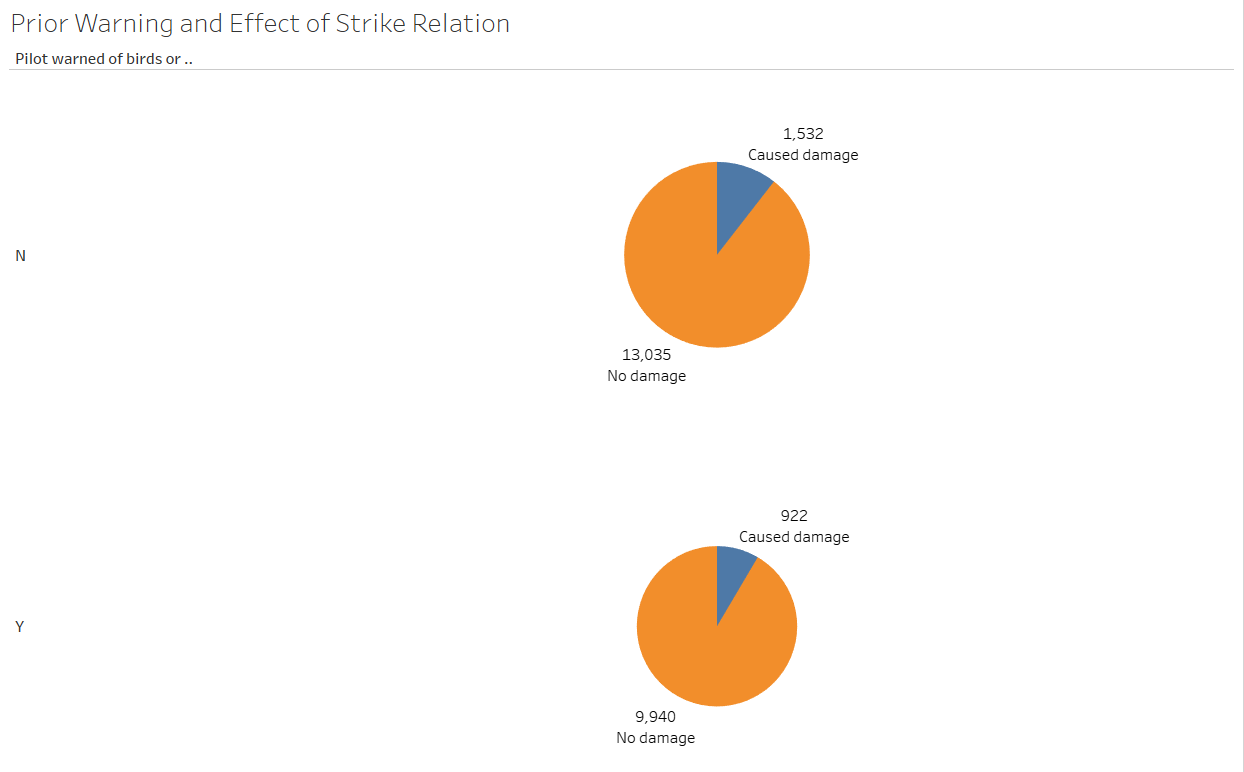 Prior Warning and Effect of Strike Relation
Pilot warned of birds or ..
1,532
Caused damage
N
13,035
No damage
922
Caused damage
Y
9,940
No damage